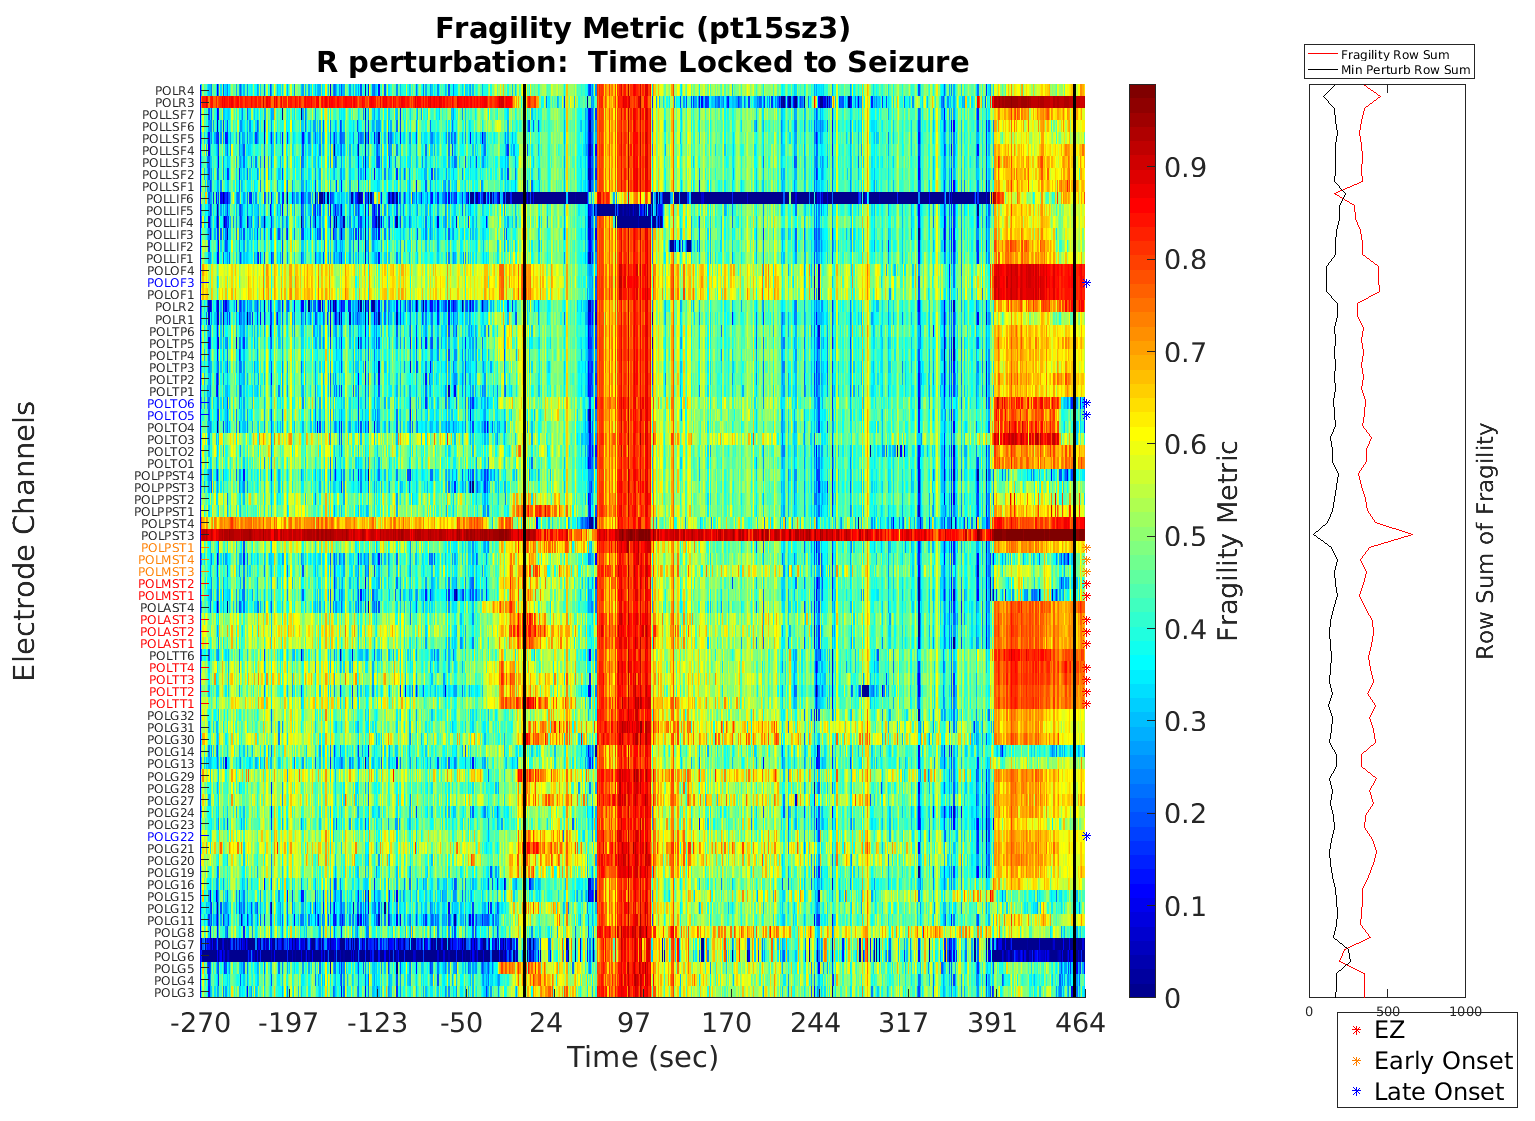 Fragility Metric (pt15sz3)
R perturbation:  Time Locked to Seizure
Fragility Row Sum
Min Perturb Row Sum
Electrode Channels
POLR4
POLR3
POLLSF7
POLLSF6
POLLSF5
POLLSF4
POLLSF3
POLLSF2
POLLSF1
POLLIF6
POLLIF5
POLLIF4
POLLIF3
POLLIF2
POLLIF1
POLOF4
POLOF3
POLOF1
POLR2
POLR1
POLTP6
POLTP5
POLTP4
POLTP3
POLTP2
POLTP1
POLTO6
POLTO5
POLTO4
POLTO3
POLTO2
POLTO1
POLPPST4
POLPPST3
POLPPST2
POLPPST1
POLPST4
POLPST3
POLPST1
POLMST4
POLMST3
POLMST2
POLMST1
POLAST4
POLAST3
POLAST2
POLAST1
POLTT6
POLTT4
POLTT3
POLTT2
POLTT1
POLG32
POLG31
POLG30
POLG14
POLG13
POLG29
POLG28
POLG27
POLG24
POLG23
POLG22
POLG21
POLG20
POLG19
POLG16
POLG15
POLG12
POLG11
POLG8
POLG7
POLG6
POLG5
POLG4
POLG3
-270 -197 -123 -50 24 97 170 244 317 391 464
Time (sec)
0.9
0.8
0.7
0.6
0.5
0.4
0.3
0.2
0.1
0
Fragility Metric
0 500 1000
Row Sum of Fragility
EZ
Early Onset
Late Onset